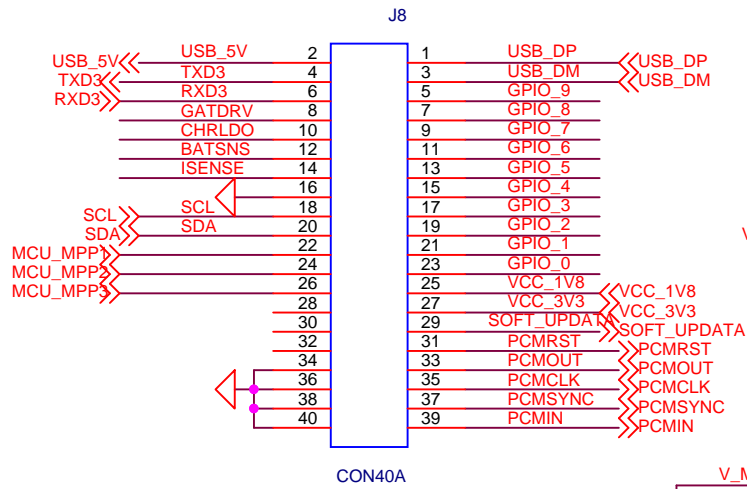 J8
USB_5V USB_5V 2 1 USB_DP USB_DP
TXD3 TXD3 4 3 USB_DM USB_DM
RXD3 RXD3 6 5 GPIO_9
GATDRV 8 7 GPIO_8
CHRLDO 10 9 GPIO_7
BATSNS 12 11 GPIO_6
ISENSE 14 13 GPIO_5
16 15 GPIO_4
SCL SCL 18 17 GPIO_3
SDA SDA 20 19 GPIO_2
MCU_MPP1 22 21 GPIO_1
MCU_MPP2 24 23 GPIO_0
MCU_MPP3 26 25 VCC_1V8 VCC_1V8
28 27 VCC_3V3 VCC_3V3
30 29 SOFT_UPDATA SOFT_UPDATA
32 31 PCMRST PCMRST
34 33 PCMOUT PCMOUT
36 35 PCMCLK PCMCLK
38 37 PCMSYNC PCMSYNC
40 39 PCMIN PCMIN
CON40A